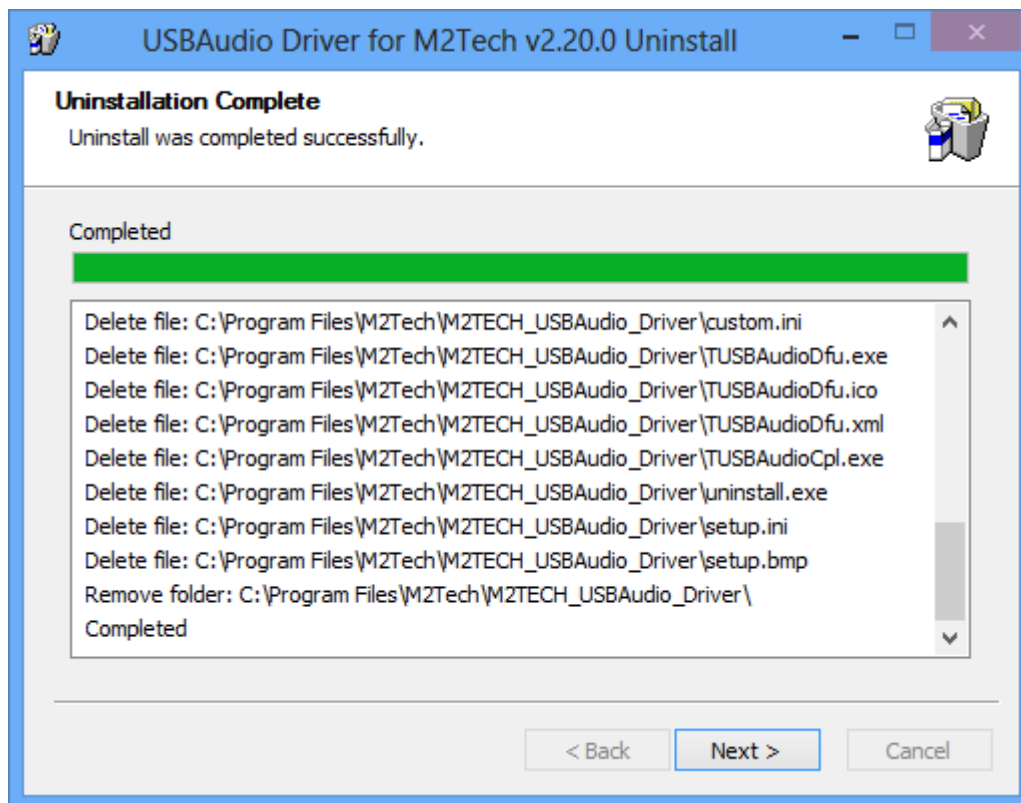 USBAudio Driver for M2Tech v2.20.0 Uninstall
Uninstallation Complete
Uninstall was completed successfully.
Completed
Delete file: C:\Program Files\M2Tech\M2TECH_USBAudio_Driver\custom.ini
Delete file: C:\Program Files\M2Tech\M2TECH_USBAudio_Driver\TUSBAudioDfu.exe
Delete file: C:\Program Files\M2Tech\M2TECH_USBAudio_Driver\TUSBAudioDfu.ico
Delete file: C:\Program Files\M2Tech\M2TECH_USBAudio_Driver\TUSBAudioDfu.xml
Delete file: C:\Program Files\M2Tech\M2TECH_USBAudio_Driver\TUSBAudioCpl.exe
Delete file: C:\Program Files\M2Tech\M2TECH_USBAudio_Driver\uninstall.exe
Delete file: C:\Program Files\M2Tech\M2TECH_USBAudio_Driver\setup.ini
Delete file: C:\Program Files\M2Tech\M2TECH_USBAudio_Driver\setup.bmp
Remove folder: C:\Program Files\M2Tech\M2TECH_USBAudio_Driver\
Completed
< Back Next > Cancel